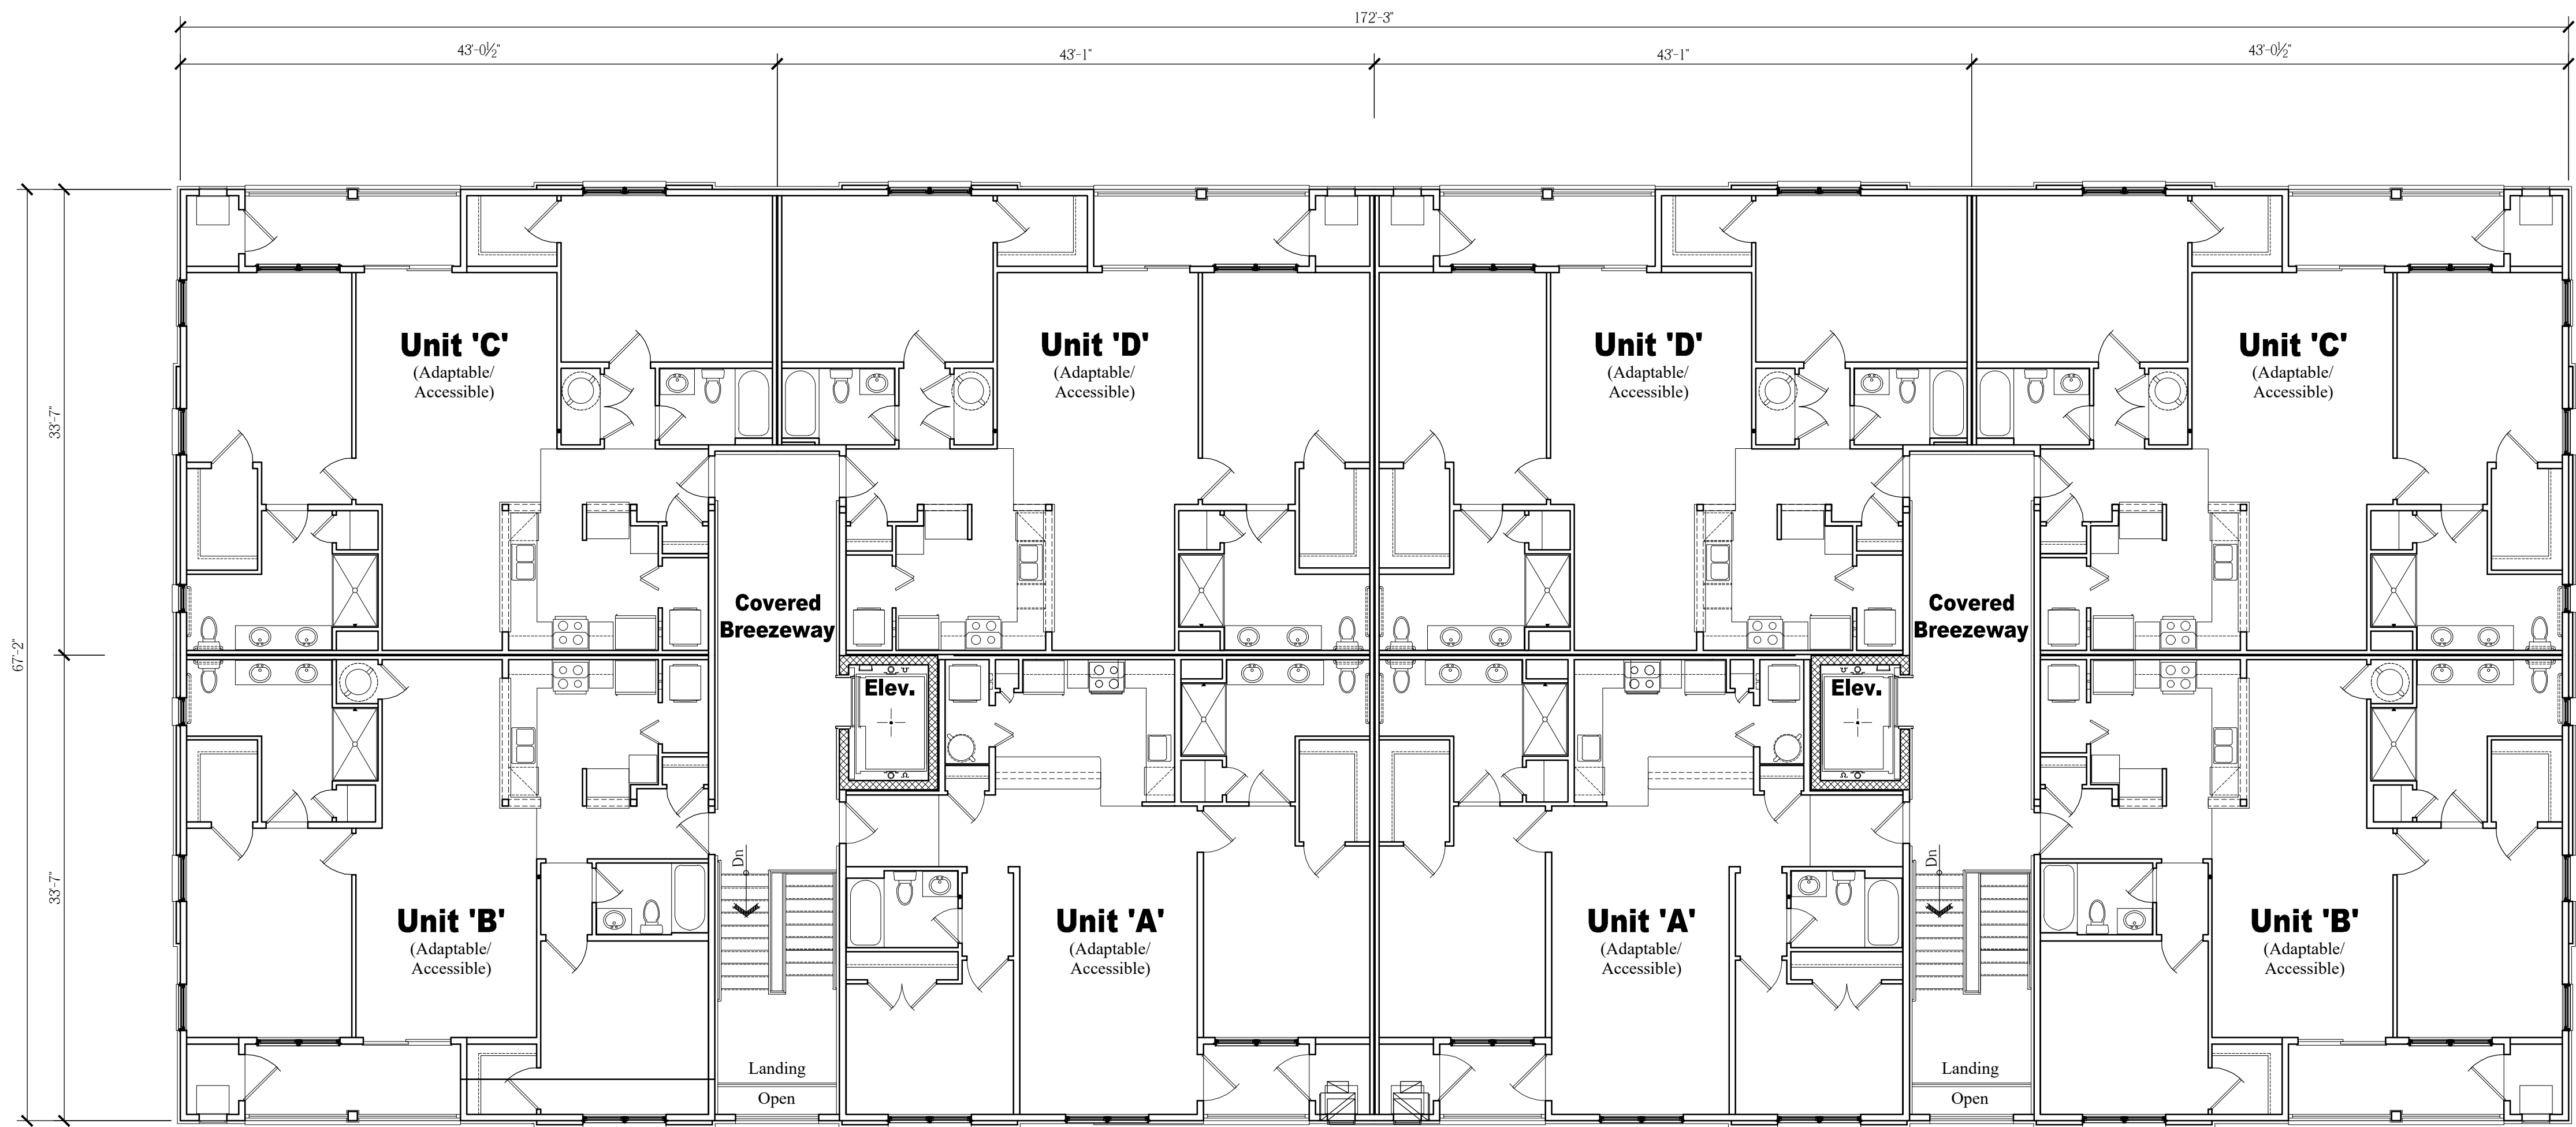 172'-3"
43'-0½"
43'-1"
43'-1"
43'-0½"
Unit 'C'
(Adaptable/
Accessible)
Unit 'D'
(Adaptable/
Accessible)
Unit 'D'
(Adaptable/
Accessible)
Unit 'C'
(Adaptable/
Accessible)
33'-7"
67'-2"
33'-7"
Covered
Breezeway
Covered
Breezeway
Elev.
Elev.
Dn
Dn
Unit 'B'
(Adaptable/
Accessible)
Unit 'A'
(Adaptable/
Accessible)
Unit 'A'
(Adaptable/
Accessible)
Unit 'B'
(Adaptable/
Accessible)
Landing
Open
Landing
Open